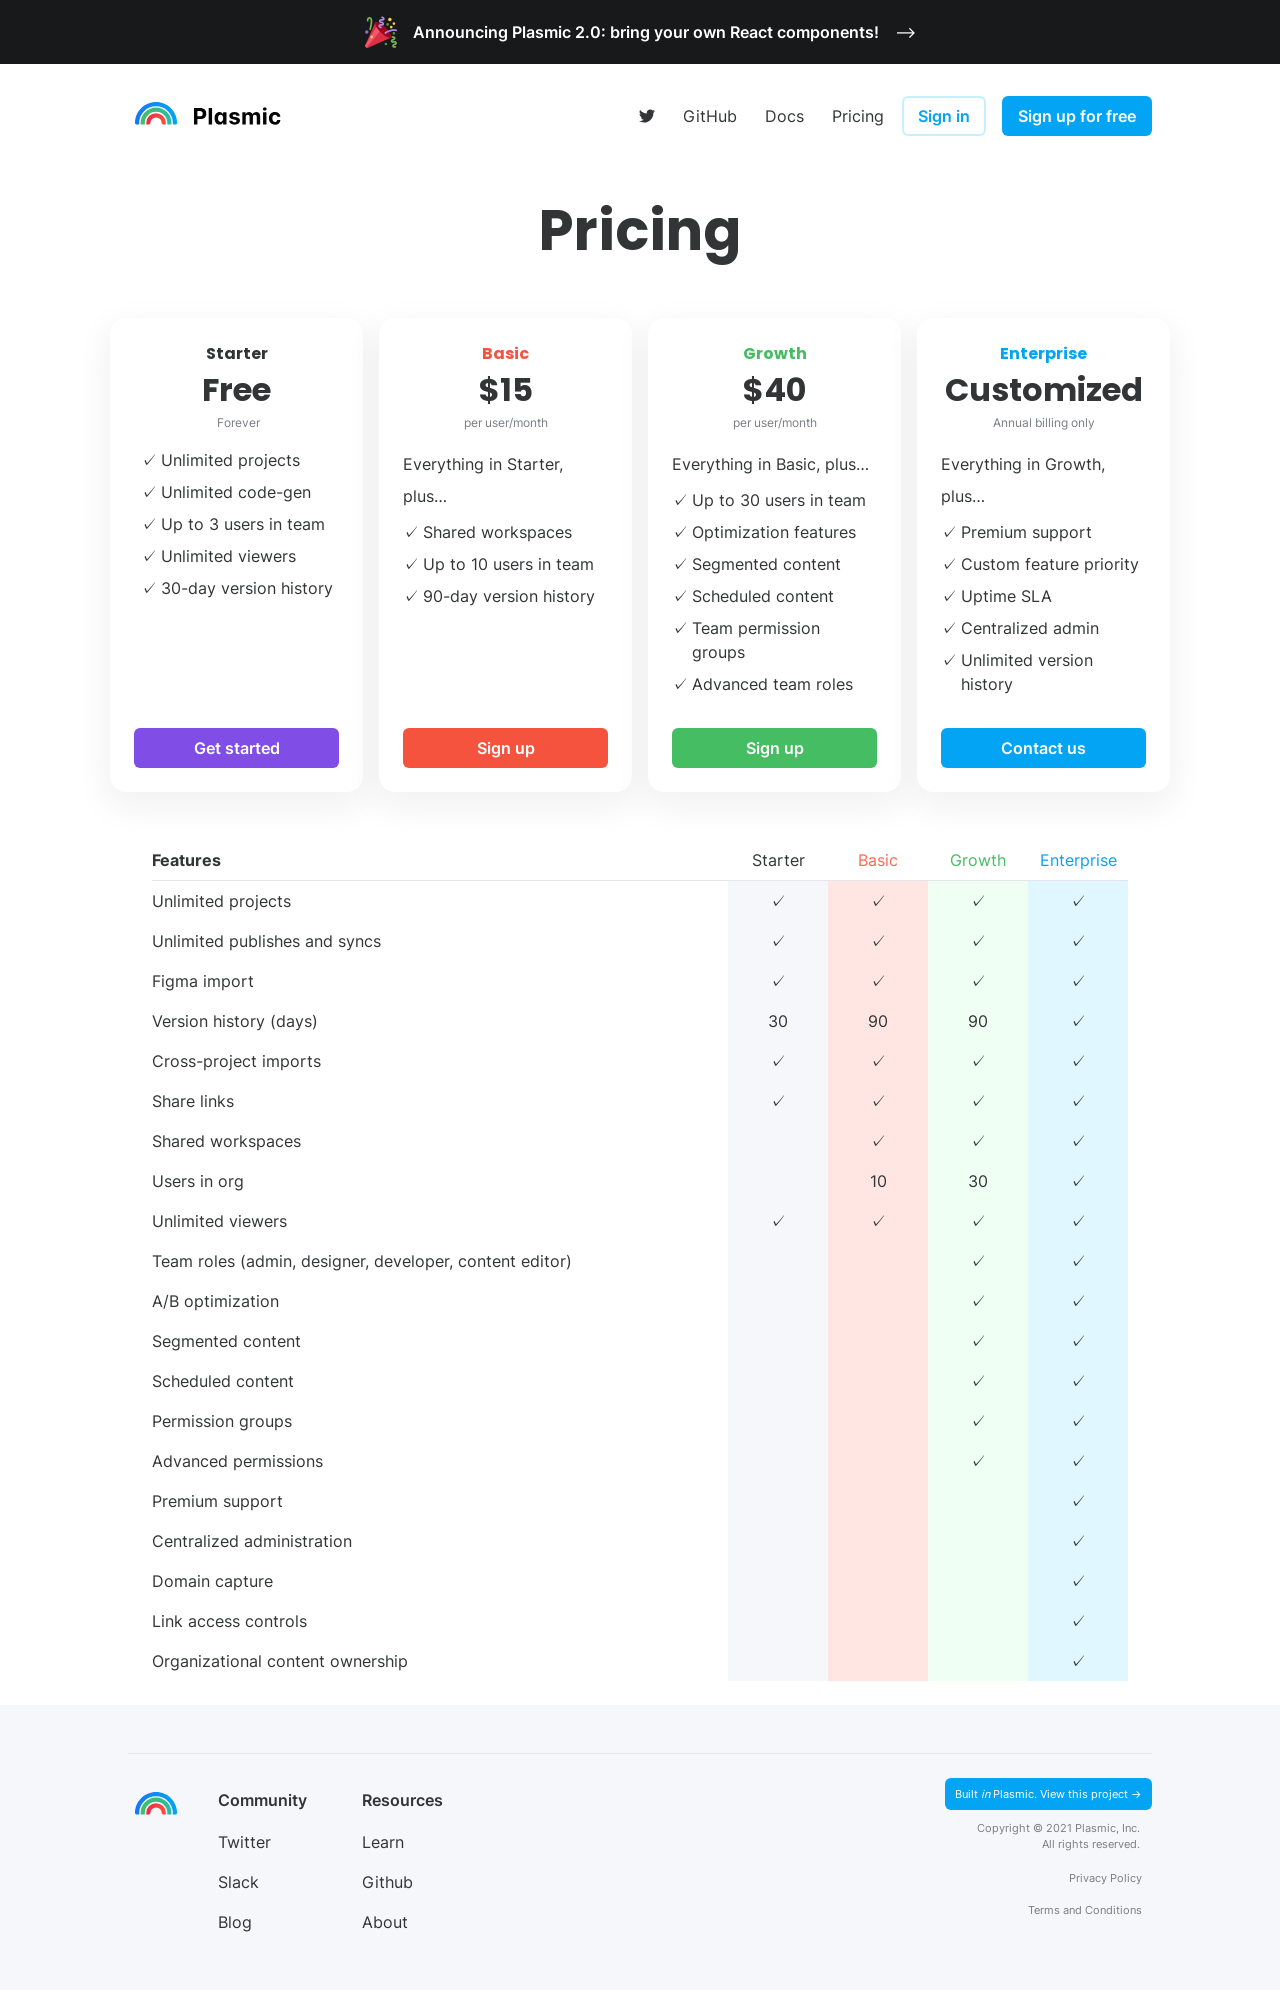 Announcing Plasmic 2.0: bring your own React components! →
Plasmic
GitHub Docs Pricing Sign in Sign up for free
Pricing
Starter
Free
Forever
✓ Unlimited projects
✓ Unlimited code-gen
✓ Up to 3 users in team
✓ Unlimited viewers
✓ 30-day version history
Get started
Basic
$15
per user/month
Everything in Starter,
plus...
✓ Shared workspaces
✓ Up to 10 users in team
✓ 90-day version history
Sign up
Growth
$40
per user/month
Everything in Basic, plus...
✓ Up to 30 users in team
✓ Optimization features
✓ Segmented content
✓ Scheduled content
✓ Team permission
groups
✓ Advanced team roles
Sign up
Enterprise
Customized
Annual billing only
Everything in Growth,
plus...
✓ Premium support
✓ Custom feature priority
✓ Uptime SLA
✓ Centralized admin
✓ Unlimited version
history
Contact us
Features Starter Basic Growth Enterprise
Unlimited projects ✓ ✓ ✓ ✓
Unlimited publishes and syncs ✓ ✓ ✓ ✓
Figma import ✓ ✓ ✓ ✓
Version history (days) 30 90 90 ✓
Cross-project imports ✓ ✓ ✓ ✓
Share links ✓ ✓ ✓ ✓
Shared workspaces ✓ ✓ ✓
Users in org 10 30 ✓
Unlimited viewers ✓ ✓ ✓ ✓
Team roles (admin, designer, developer, content editor) ✓ ✓
A/B optimization ✓ ✓
Segmented content ✓ ✓
Scheduled content ✓ ✓
Permission groups ✓ ✓
Advanced permissions ✓ ✓
Premium support ✓
Centralized administration ✓
Domain capture ✓
Link access controls ✓
Organizational content ownership ✓
Community
Twitter
Slack
Blog
Resources
Learn
Github
About
Built in Plasmic. View this project →
Copyright © 2021 Plasmic, Inc.
All rights reserved.
Privacy Policy
Terms and Conditions